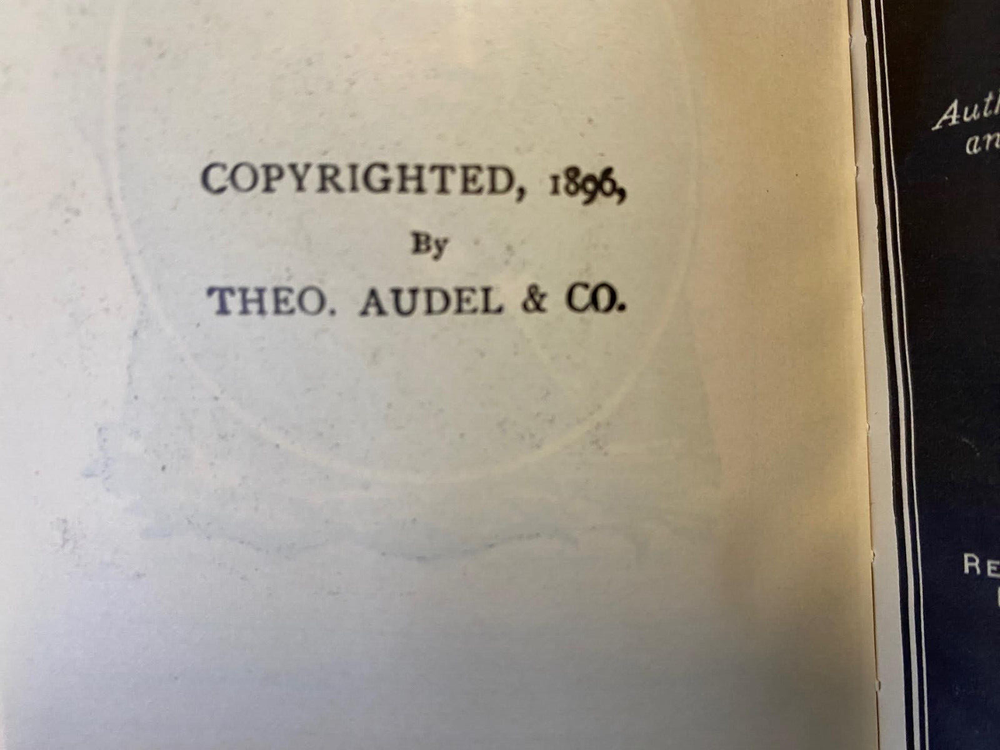 COPYRIGHTED, 1896,
By
THEO. AUDEL & CO.